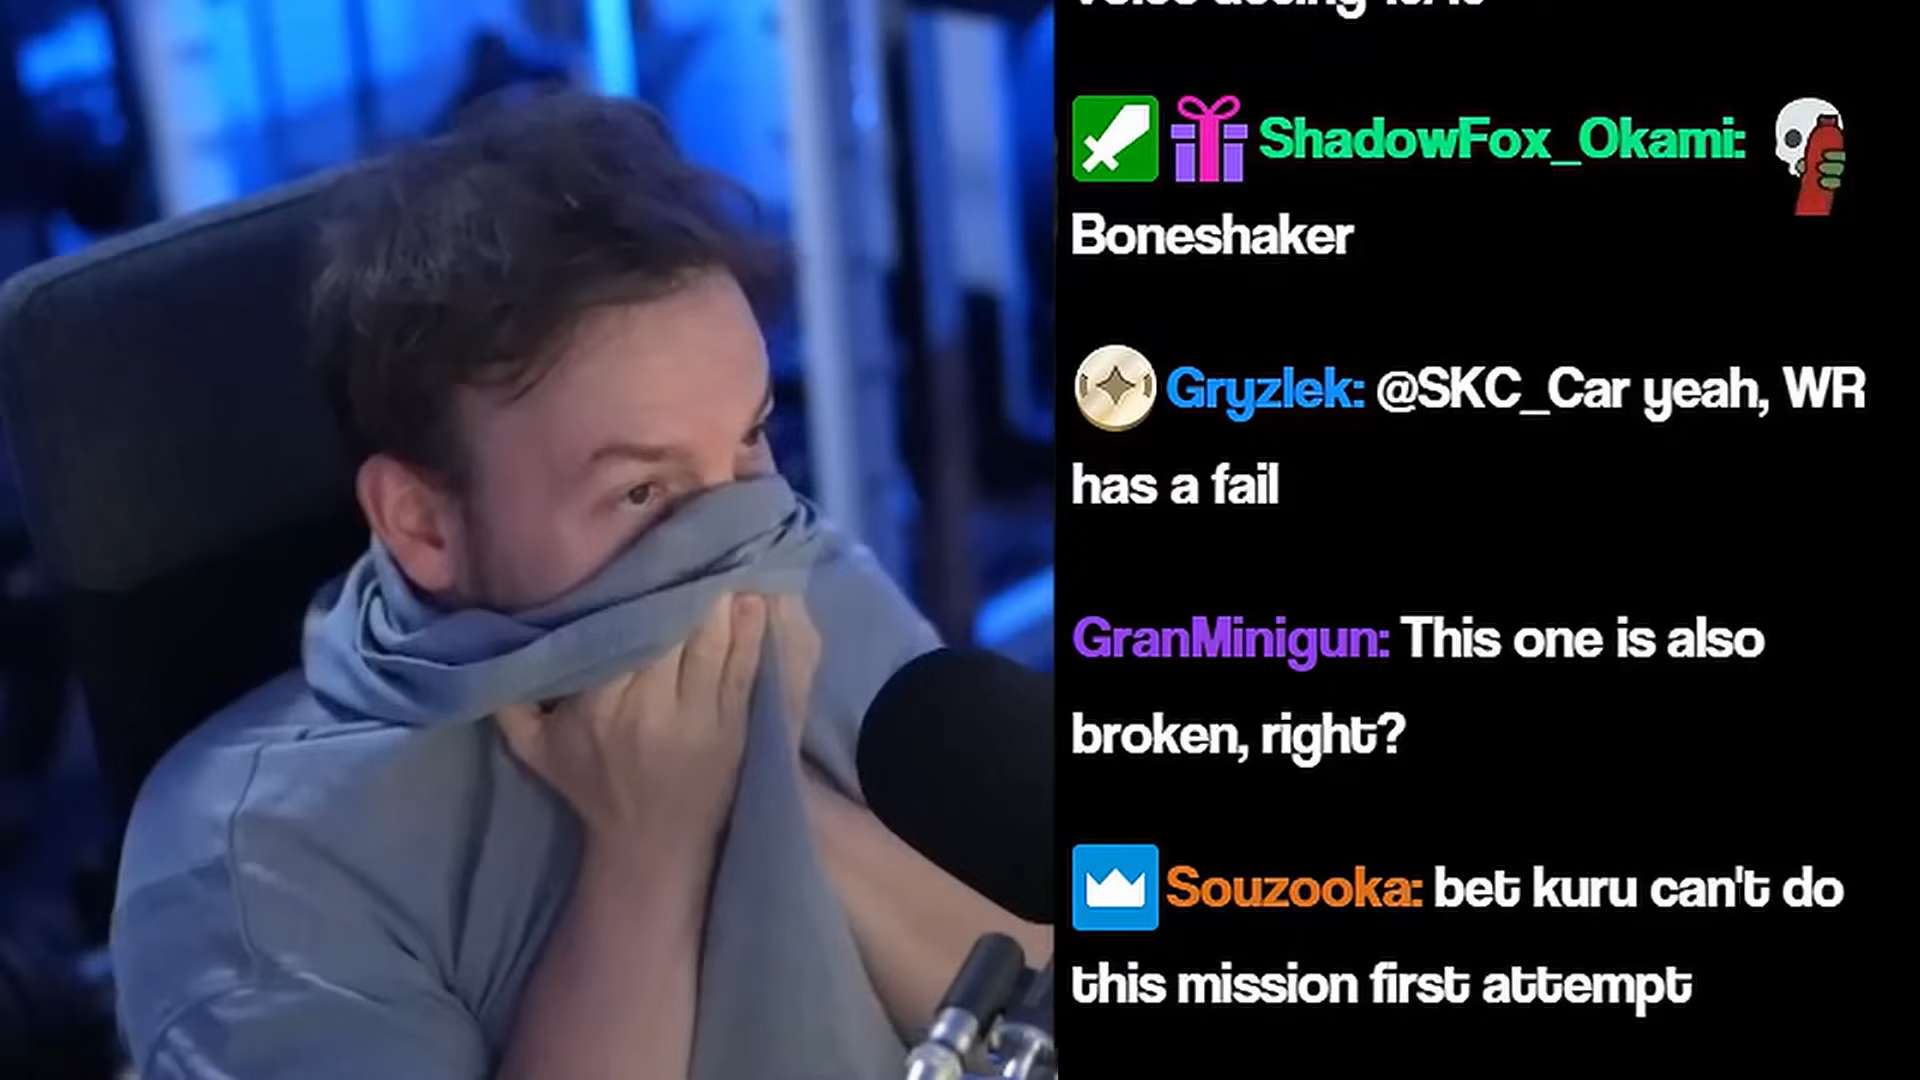 ShadowFox_Okami:
Boneshaker
Gryzlek: @SKC_Car yeah, WR
has a fail
GranMinigun: This one is also
broken, right?
Souzooka: bet kuru can't do
this mission first attempt